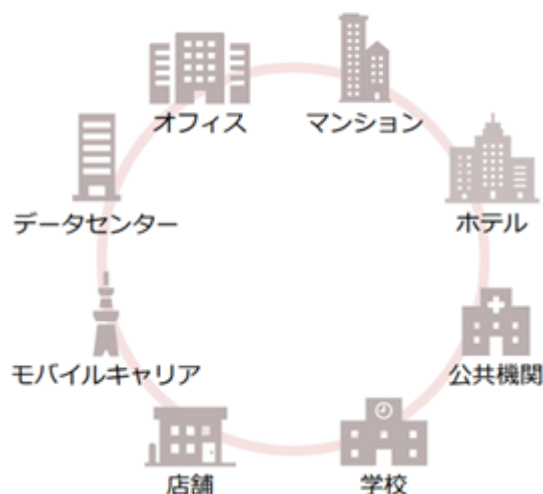 オフィス
マンション
データセンター
ホテル
モバイルキャリア
公共機関
店舗
学校